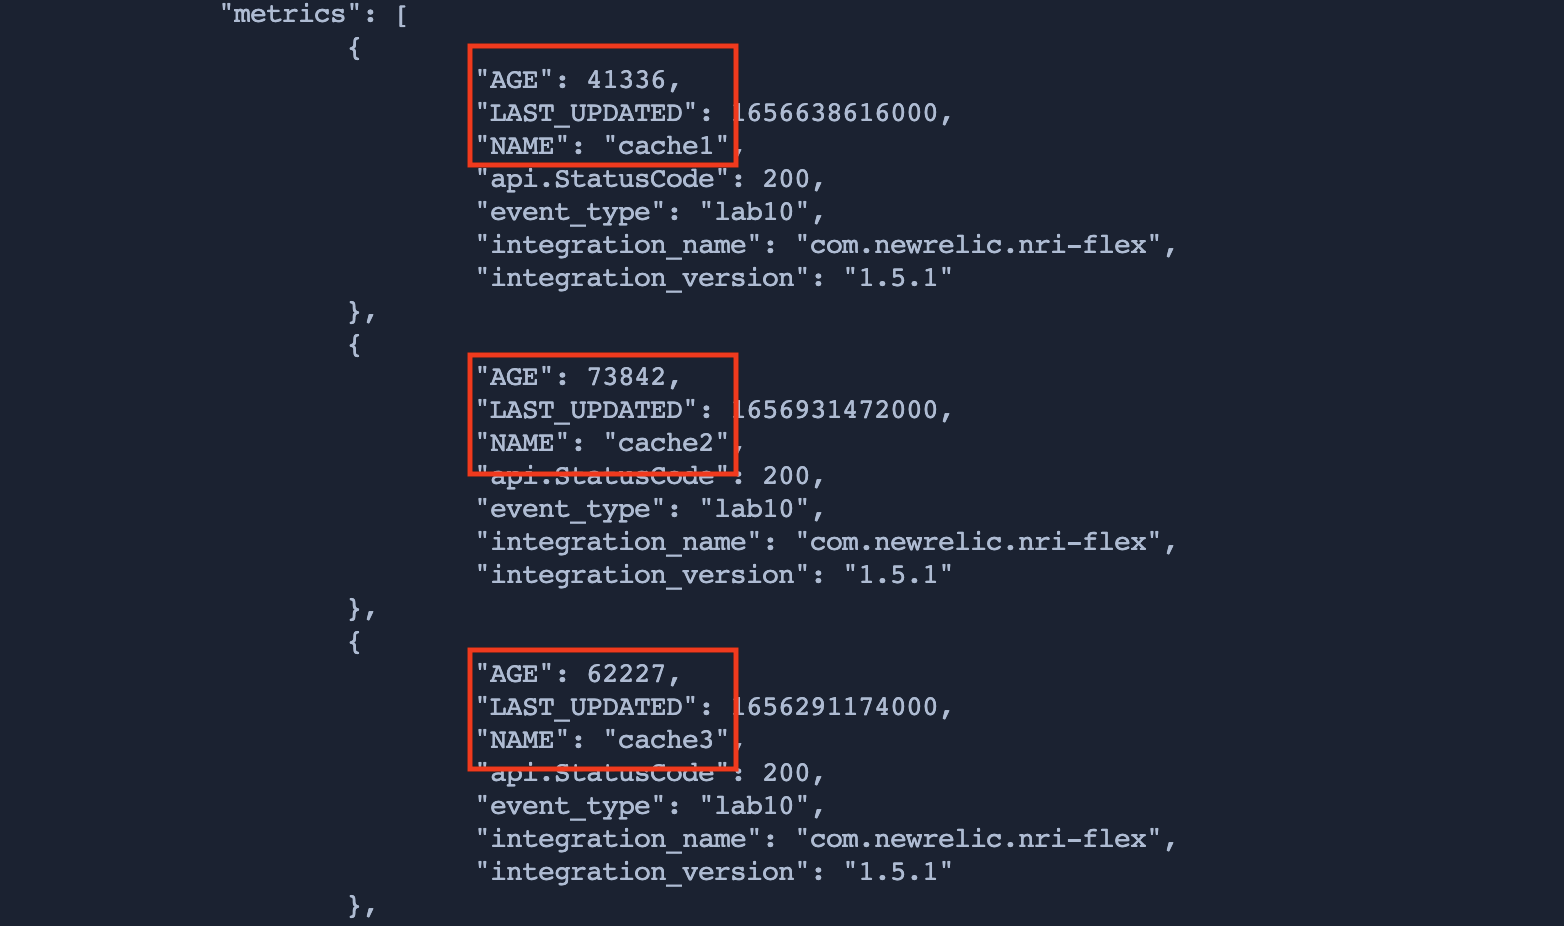 "metrics": [
{
"AGE": 41336,
"LAST_UPDATED": 1656638616000,
"NAME": "cache1",
"api.StatusCode": 200,
"event_type": "lab10",
"integration_name": "com.newrelic.nri-flex",
"integration_version": "1.5.1"
},
{
"AGE": 73842,
"LAST_UPDATED": 1656931472000,
"NAME": "cache2",
"api.StatusCode": 200,
"event_type": "lab10",
"integration_name": "com.newrelic.nri-flex",
"integration_version": "1.5.1"
},
{
"AGE": 62227,
"LAST_UPDATED": 1656291174000,
"NAME": "cache3",
"api.StatusCode": 200,
"event_type": "lab10",
"integration_name": "com.newrelic.nri-flex",
"integration_version": "1.5.1"
},